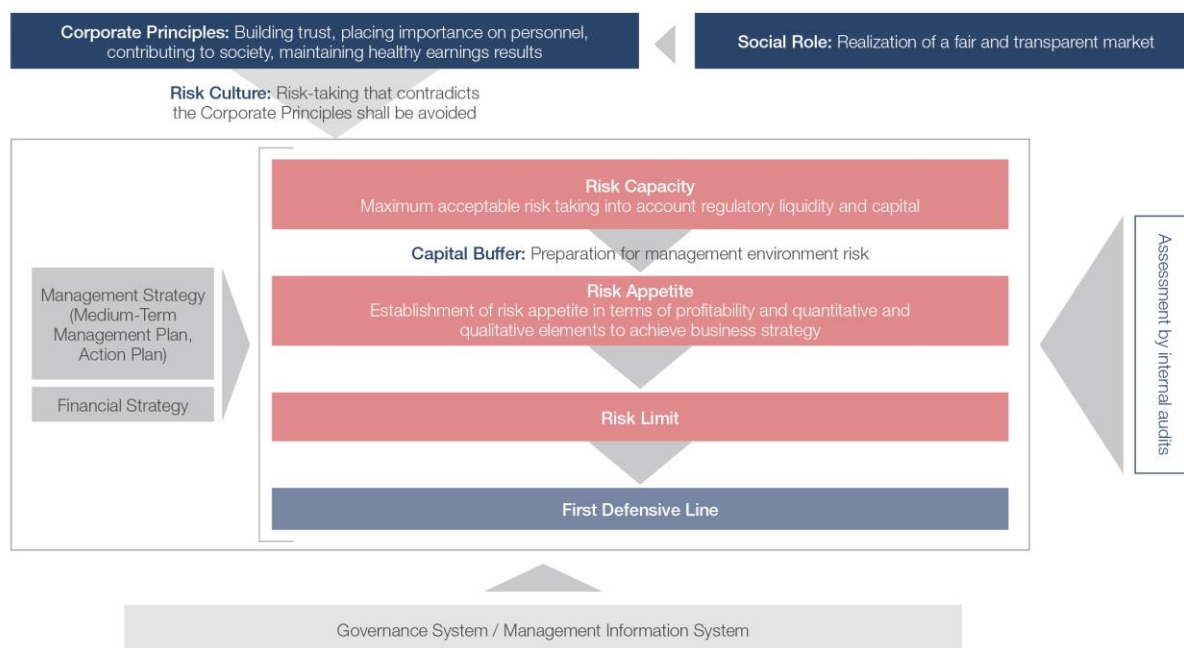 Corporate Principles: Building trust, placing importance on personnel,
contributing to society, maintaining healthy earnings results
Social Role: Realization of a fair and transparent market
Risk Culture: Risk-taking that contradicts
the Corporate Principles shall be avoided
Risk Capacity
Maximum acceptable risk taking into account regulatory liquidity and capital
Capital Buffer: Preparation for management environment risk
Risk Appetite
Establishment of risk appetite in terms of profitability and quantitative and
qualitative elements to achieve business strategy
Risk Limit
First Defensive Line
Management Strategy
(Medium-Term
Management Plan,
Action Plan)
Financial Strategy
Assessment by internal audits
Governance System / Management Information System